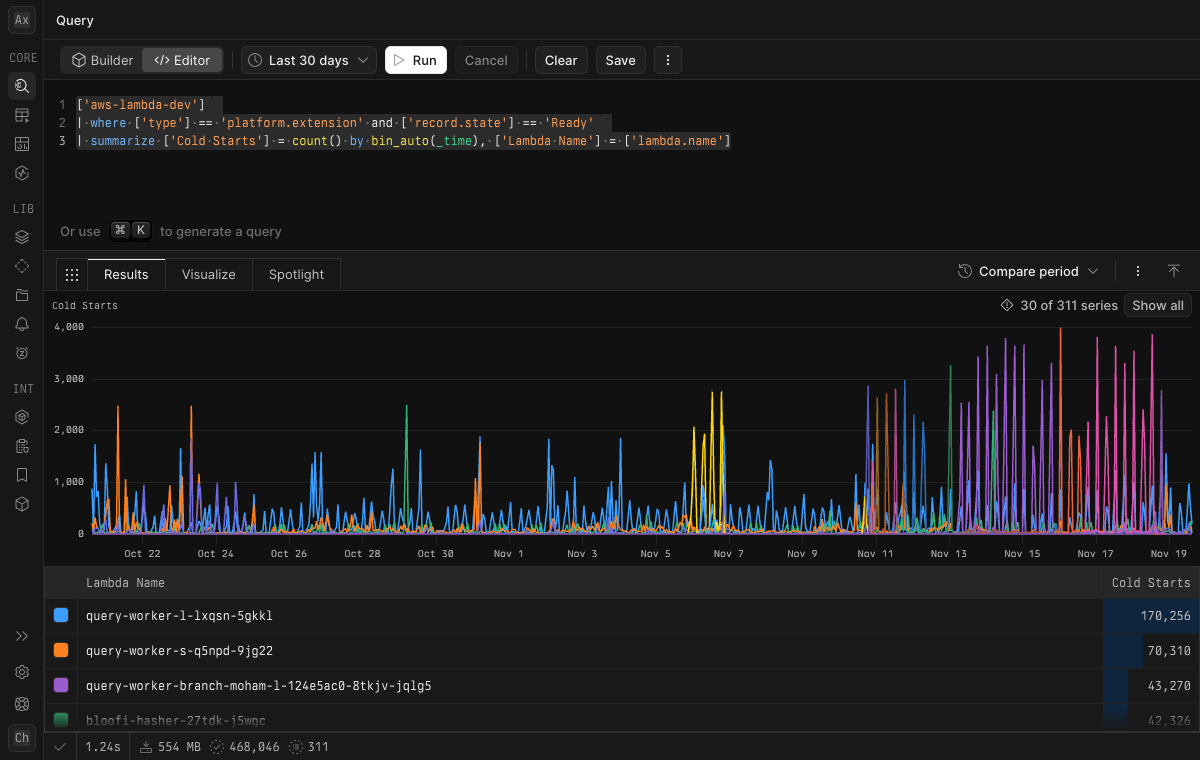 Ax
Query
CORE
Builder
</> Editor
Last 30 days
Run
Cancel
Clear
Save
1 ['aws-lambda-dev']
2 | where ['type'] == 'platform.extension' and ['record.state'] == 'Ready'
3 | summarize ['Cold Starts'] = count() by bin_auto(_time), ['Lambda Name'] = ['lambda.name']
LIB
Or use ⌘ K to generate a query
Results
Visualize
Spotlight
Compare period
Cold Starts
30 of 311 series
Show all
4,000
3,000
2,000
1,000
0
Oct 22 Oct 24 Oct 26 Oct 28 Oct 30 Nov 1 Nov 3 Nov 5 Nov 7 Nov 9 Nov 11 Nov 13 Nov 15 Nov 17 Nov 19
INT
Lambda Name Cold Starts
query-worker-l-lxqsn-5gkkl 170,256
query-worker-s-q5npd-9jg22 70,310
query-worker-branch-moham-l-124e5ac0-8tkjv-jqlg5 43,270
bloofi-hasher-27tdk-j5wqc 42,326
Ch
1.24s 554 MB 468,046 311